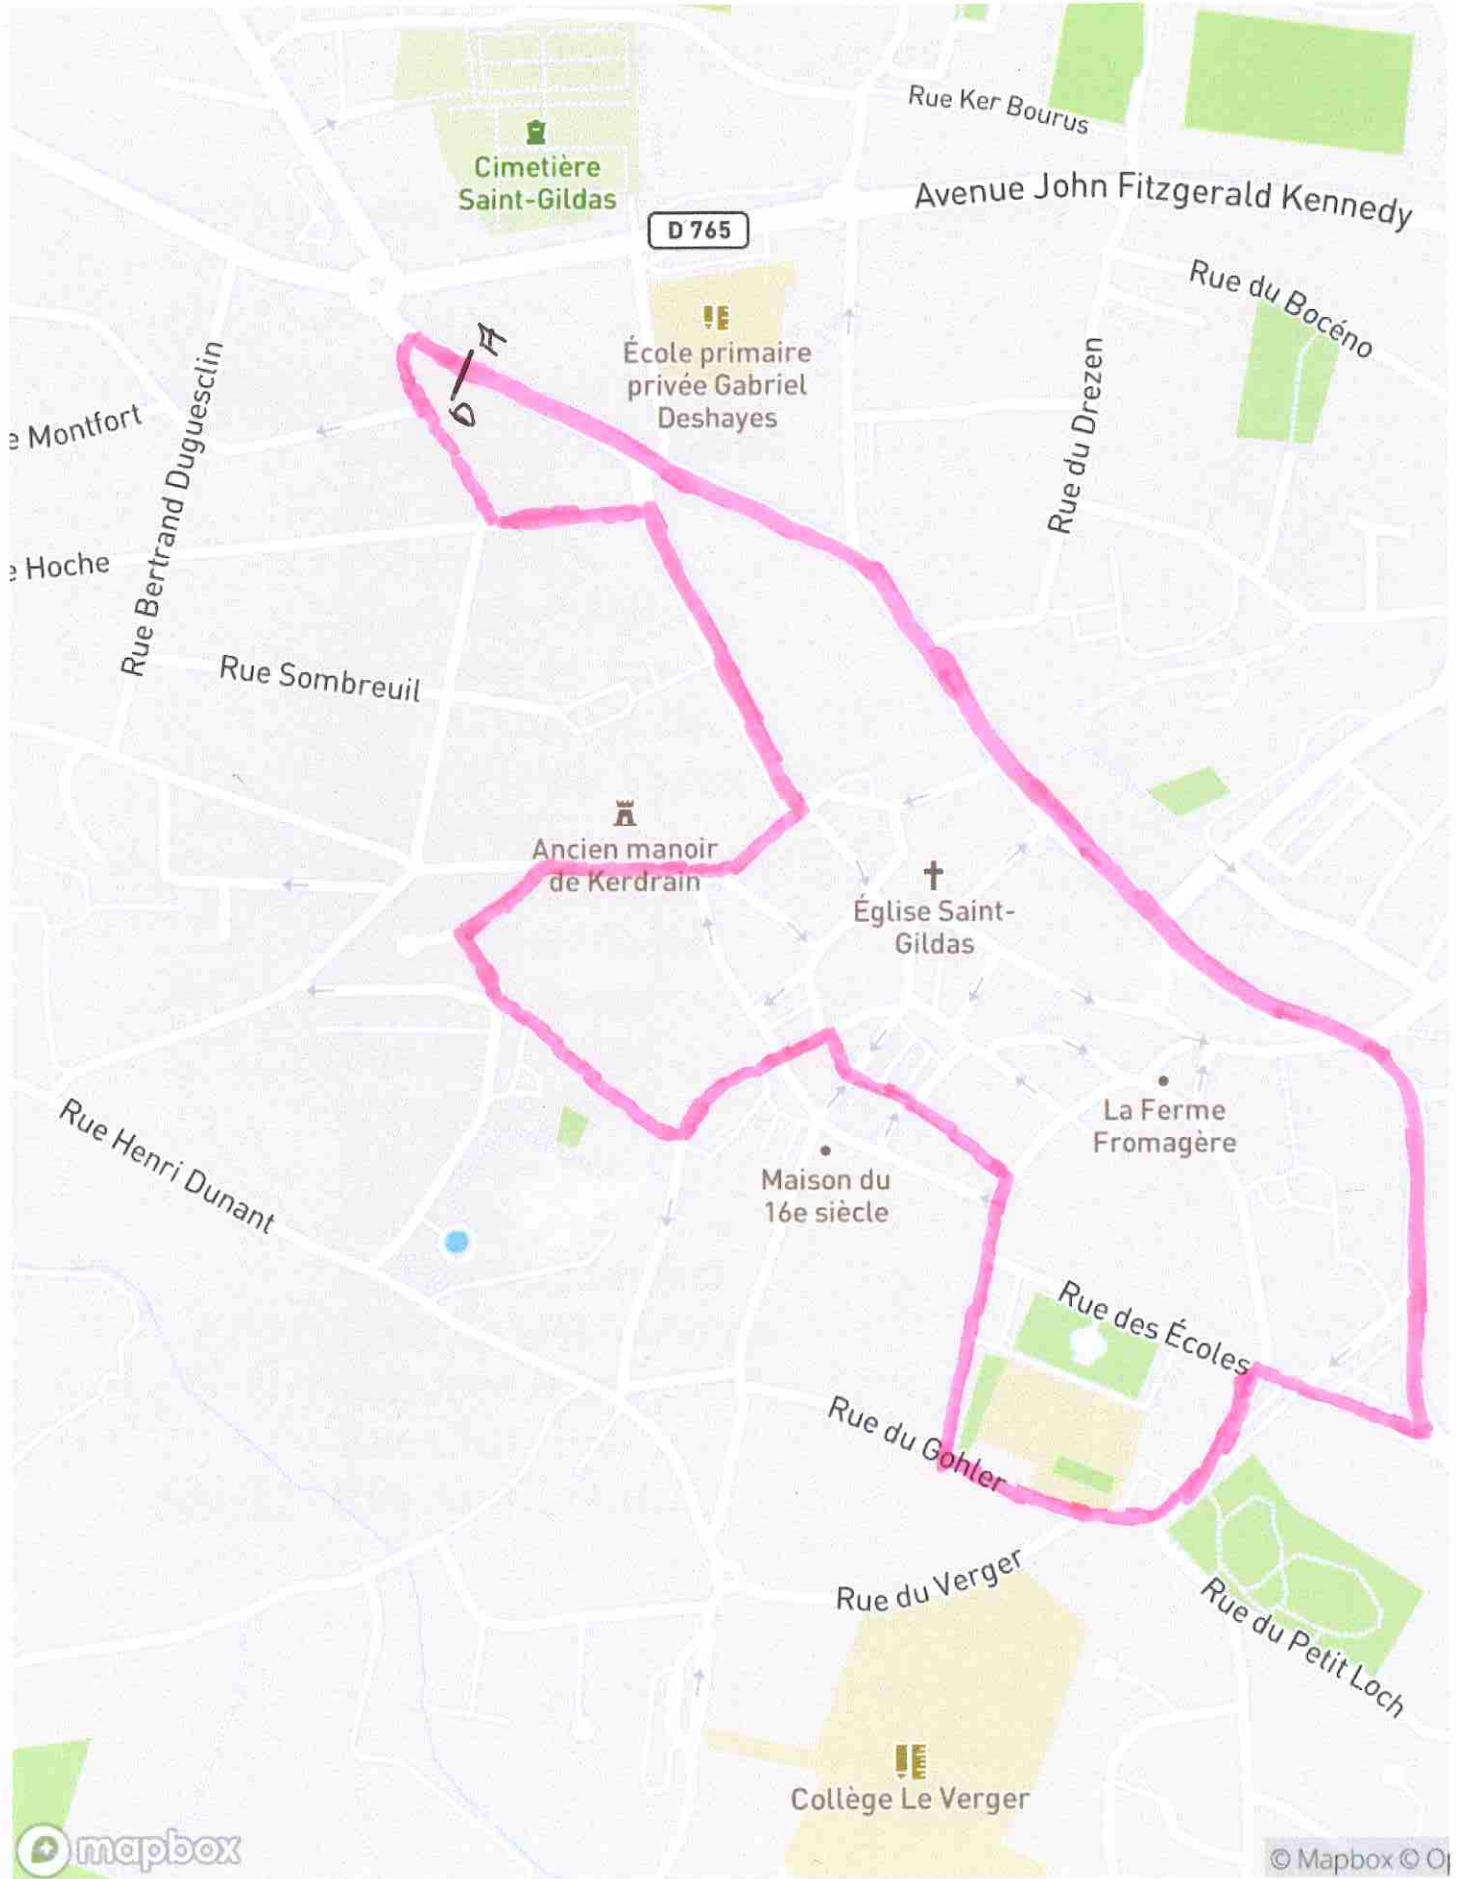 Rue Ker Bourus
Cimetière
Saint-Gildas
Avenue John Fitzgerald Kennedy
D 765
Rue du Bocéno
A
D
École primaire
privée Gabriel
Deshayes
Rue du Drezen
e Montfort
Rue Bertrand Duguesclin
e Hoche
Rue Sombreuil
Ancien manoir
de Kerdrain
Église Saint-
Gildas
La Ferme
Fromagère
Rue Henri Dunant
Maison du
16e siècle
Rue des Écoles
Rue du Gohler
Rue du Verger
Rue du Petit Loch
Collège Le Verger
mapbox
© Mapbox © Op